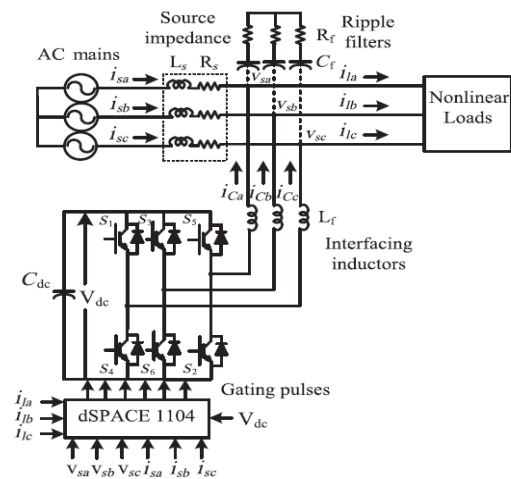 Source
impedance
R_f
Ripple
filters
AC mains
L_s R_s
C_f
i_sa
v_sa
i_la
i_sb
v_sb
i_lb
Nonlinear
Loads
i_sc
v_sc
i_lc
i_Ca i_Cb i_Cc
L_f
Interfacing
inductors
S_1 S_3 S_5
C_dc
V_dc
S_4 S_6 S_2
Gating pulses
i_la
i_lb
i_lc
dSPACE 1104
V_dc
v_sa v_sb v_sc i_sa i_sb i_sc